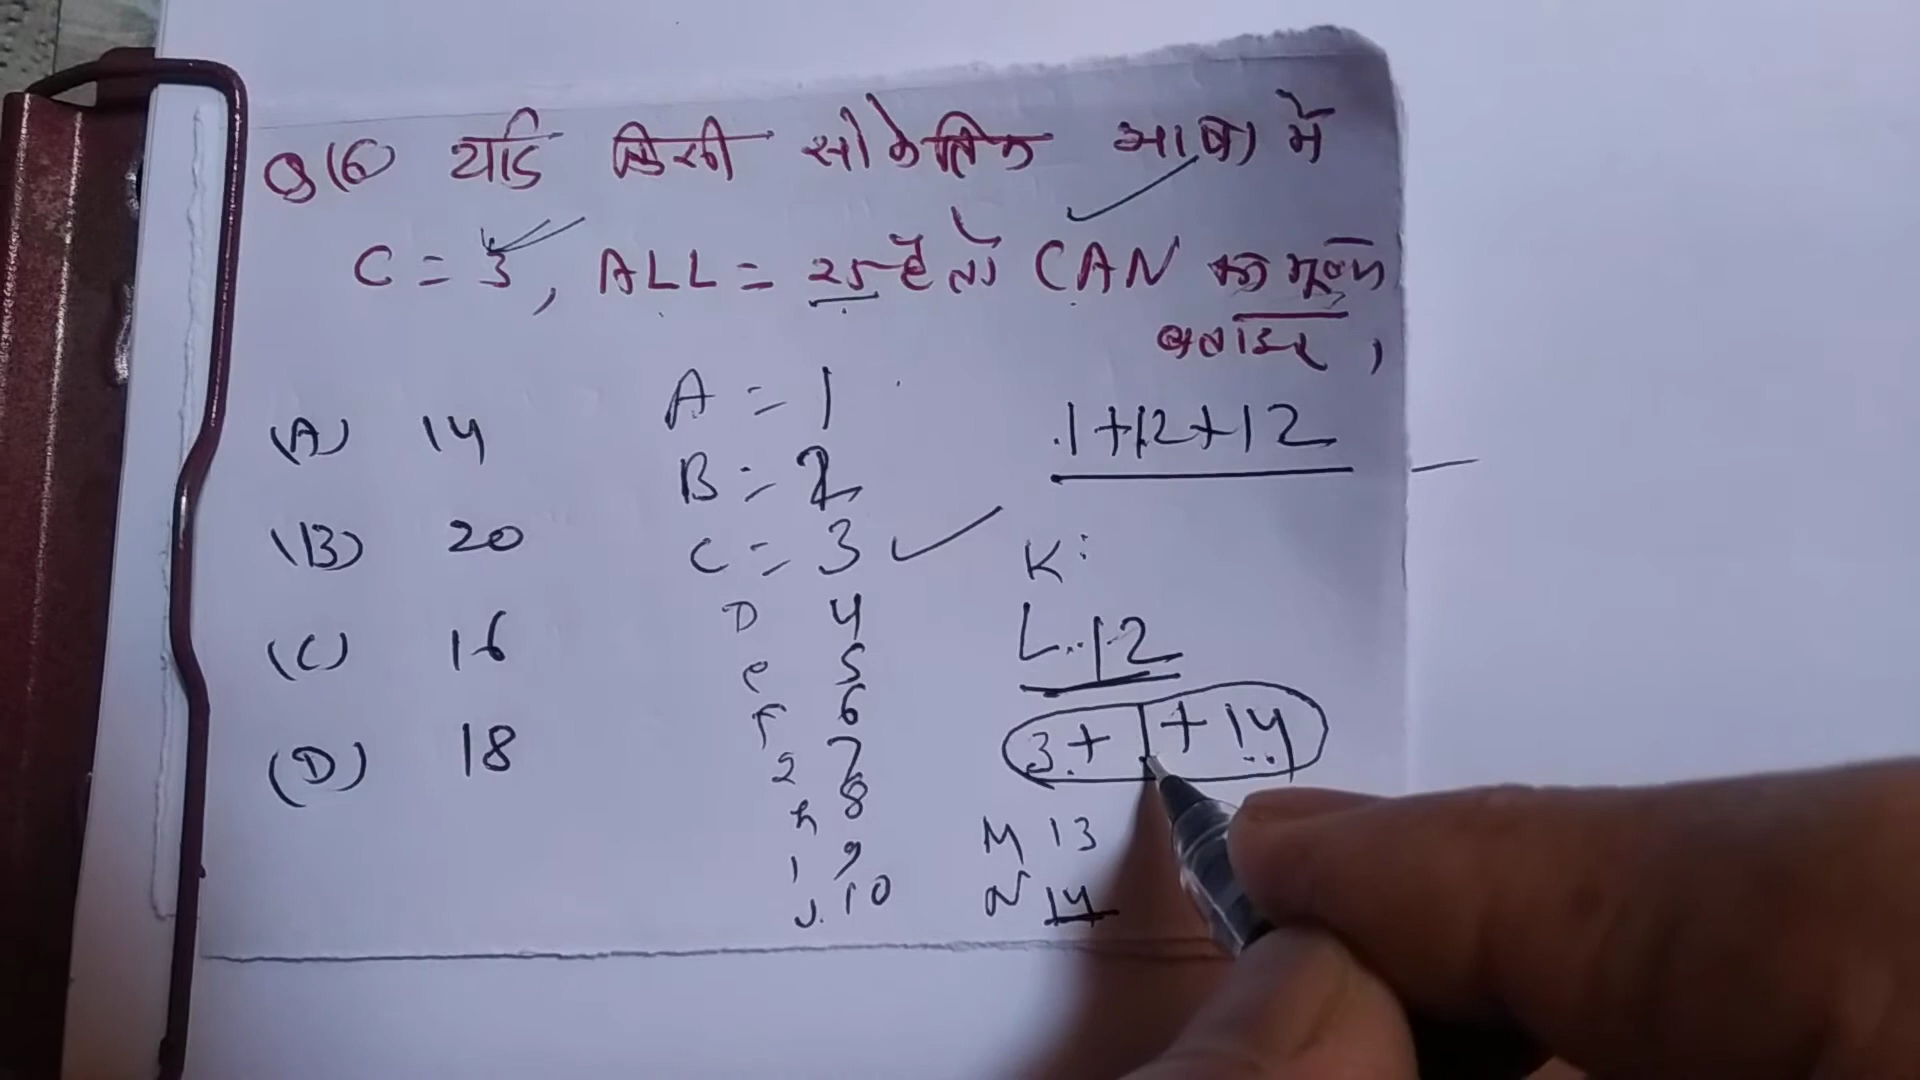 Q(6) यदि किसी सांकेतिक भाषा में
C = 3, ALL = 25 है तो CAN का मूल्य
बताइए,
(A) 14
(B) 20
(C) 16
(D) 18
A = 1
B = 2
C = 3
D 4
e 5
F 6
g 7
h 8
i 9
J. 10
1+12+12
K:
L..12
3+1+14
M 13
N 14